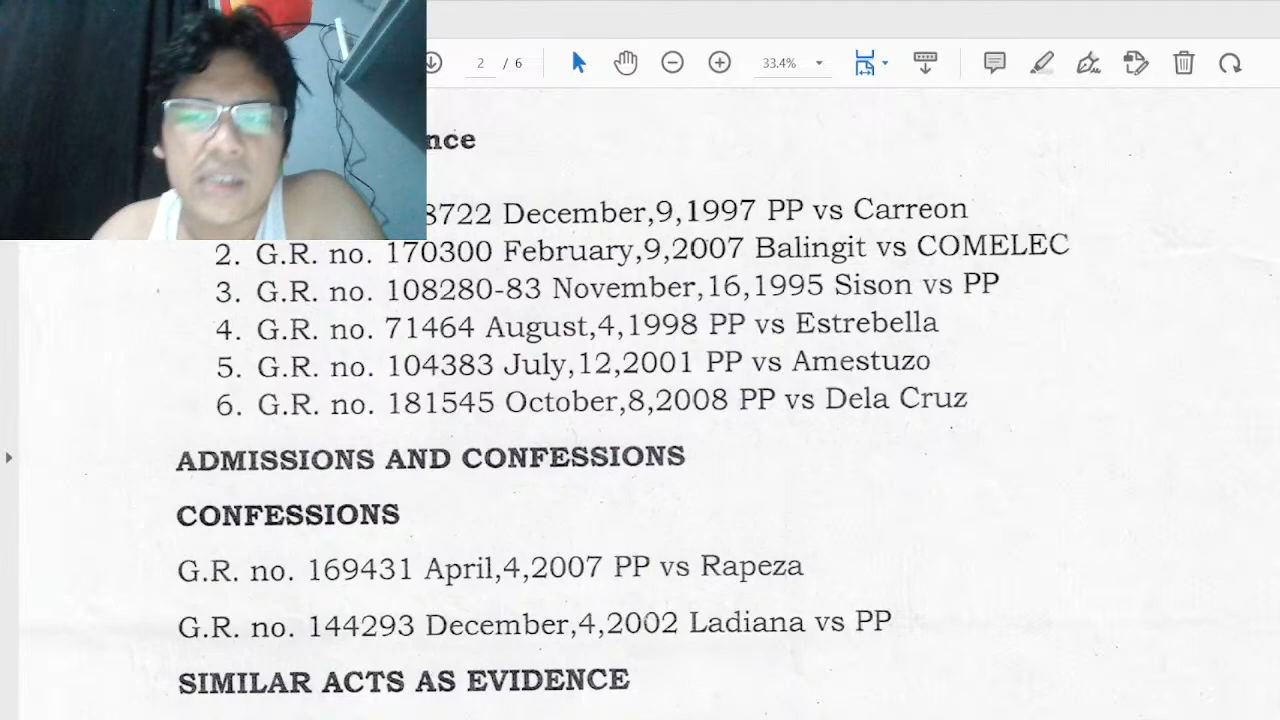 2 / 6 33.4%
nce
8722 December,9,1997 PP vs Carreon
2. G.R. no. 170300 February,9,2007 Balingit vs COMELEC
3. G.R. no. 108280-83 November,16,1995 Sison vs PP
4. G.R. no. 71464 August,4,1998 PP vs Estrebella
5. G.R. no. 104383 July,12,2001 PP vs Amestuzo
6. G.R. no. 181545 October,8,2008 PP vs Dela Cruz
ADMISSIONS AND CONFESSIONS
CONFESSIONS
G.R. no. 169431 April,4,2007 PP vs Rapeza
G.R. no. 144293 December,4,2002 Ladiana vs PP
SIMILAR ACTS AS EVIDENCE